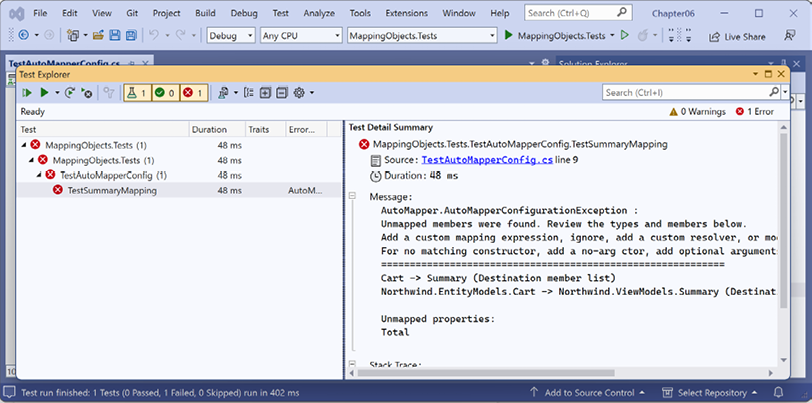 File Edit View Git Project Build Debug Test Analyze Tools Extensions Window Help Search (Ctrl+Q) Chapter06
Debug Any CPU MappingObjects.Tests MappingObjects.Tests Live Share
TestAutoMapperConfig.cs Solution Explorer
Test Explorer
1 0 1 Search (Ctrl+I)
Ready 0 Warnings 1 Error
Test Duration Traits Error...
MappingObjects.Tests (1) 48 ms
MappingObjects.Tests (1) 48 ms
TestAutoMapperConfig (1) 48 ms
TestSummaryMapping 48 ms AutoM...
Test Detail Summary
MappingObjects.Tests.TestAutoMapperConfig.TestSummaryMapping
Source: TestAutoMapperConfig.cs line 9
Duration: 48 ms
Message:
AutoMapper.AutoMapperConfigurationException :
Unmapped members were found. Review the types and members below.
Add a custom mapping expression, ignore, add a custom resolver, or mo
For no matching constructor, add a no-arg ctor, add optional arguments
=======================================================
Cart -> Summary (Destination member list)
Northwind.EntityModels.Cart -> Northwind.ViewModels.Summary (Destinat
Unmapped properties:
Total
Stack Trace:
10
Test run finished: 1 Tests (0 Passed, 1 Failed, 0 Skipped) run in 402 ms Add to Source Control Select Repository